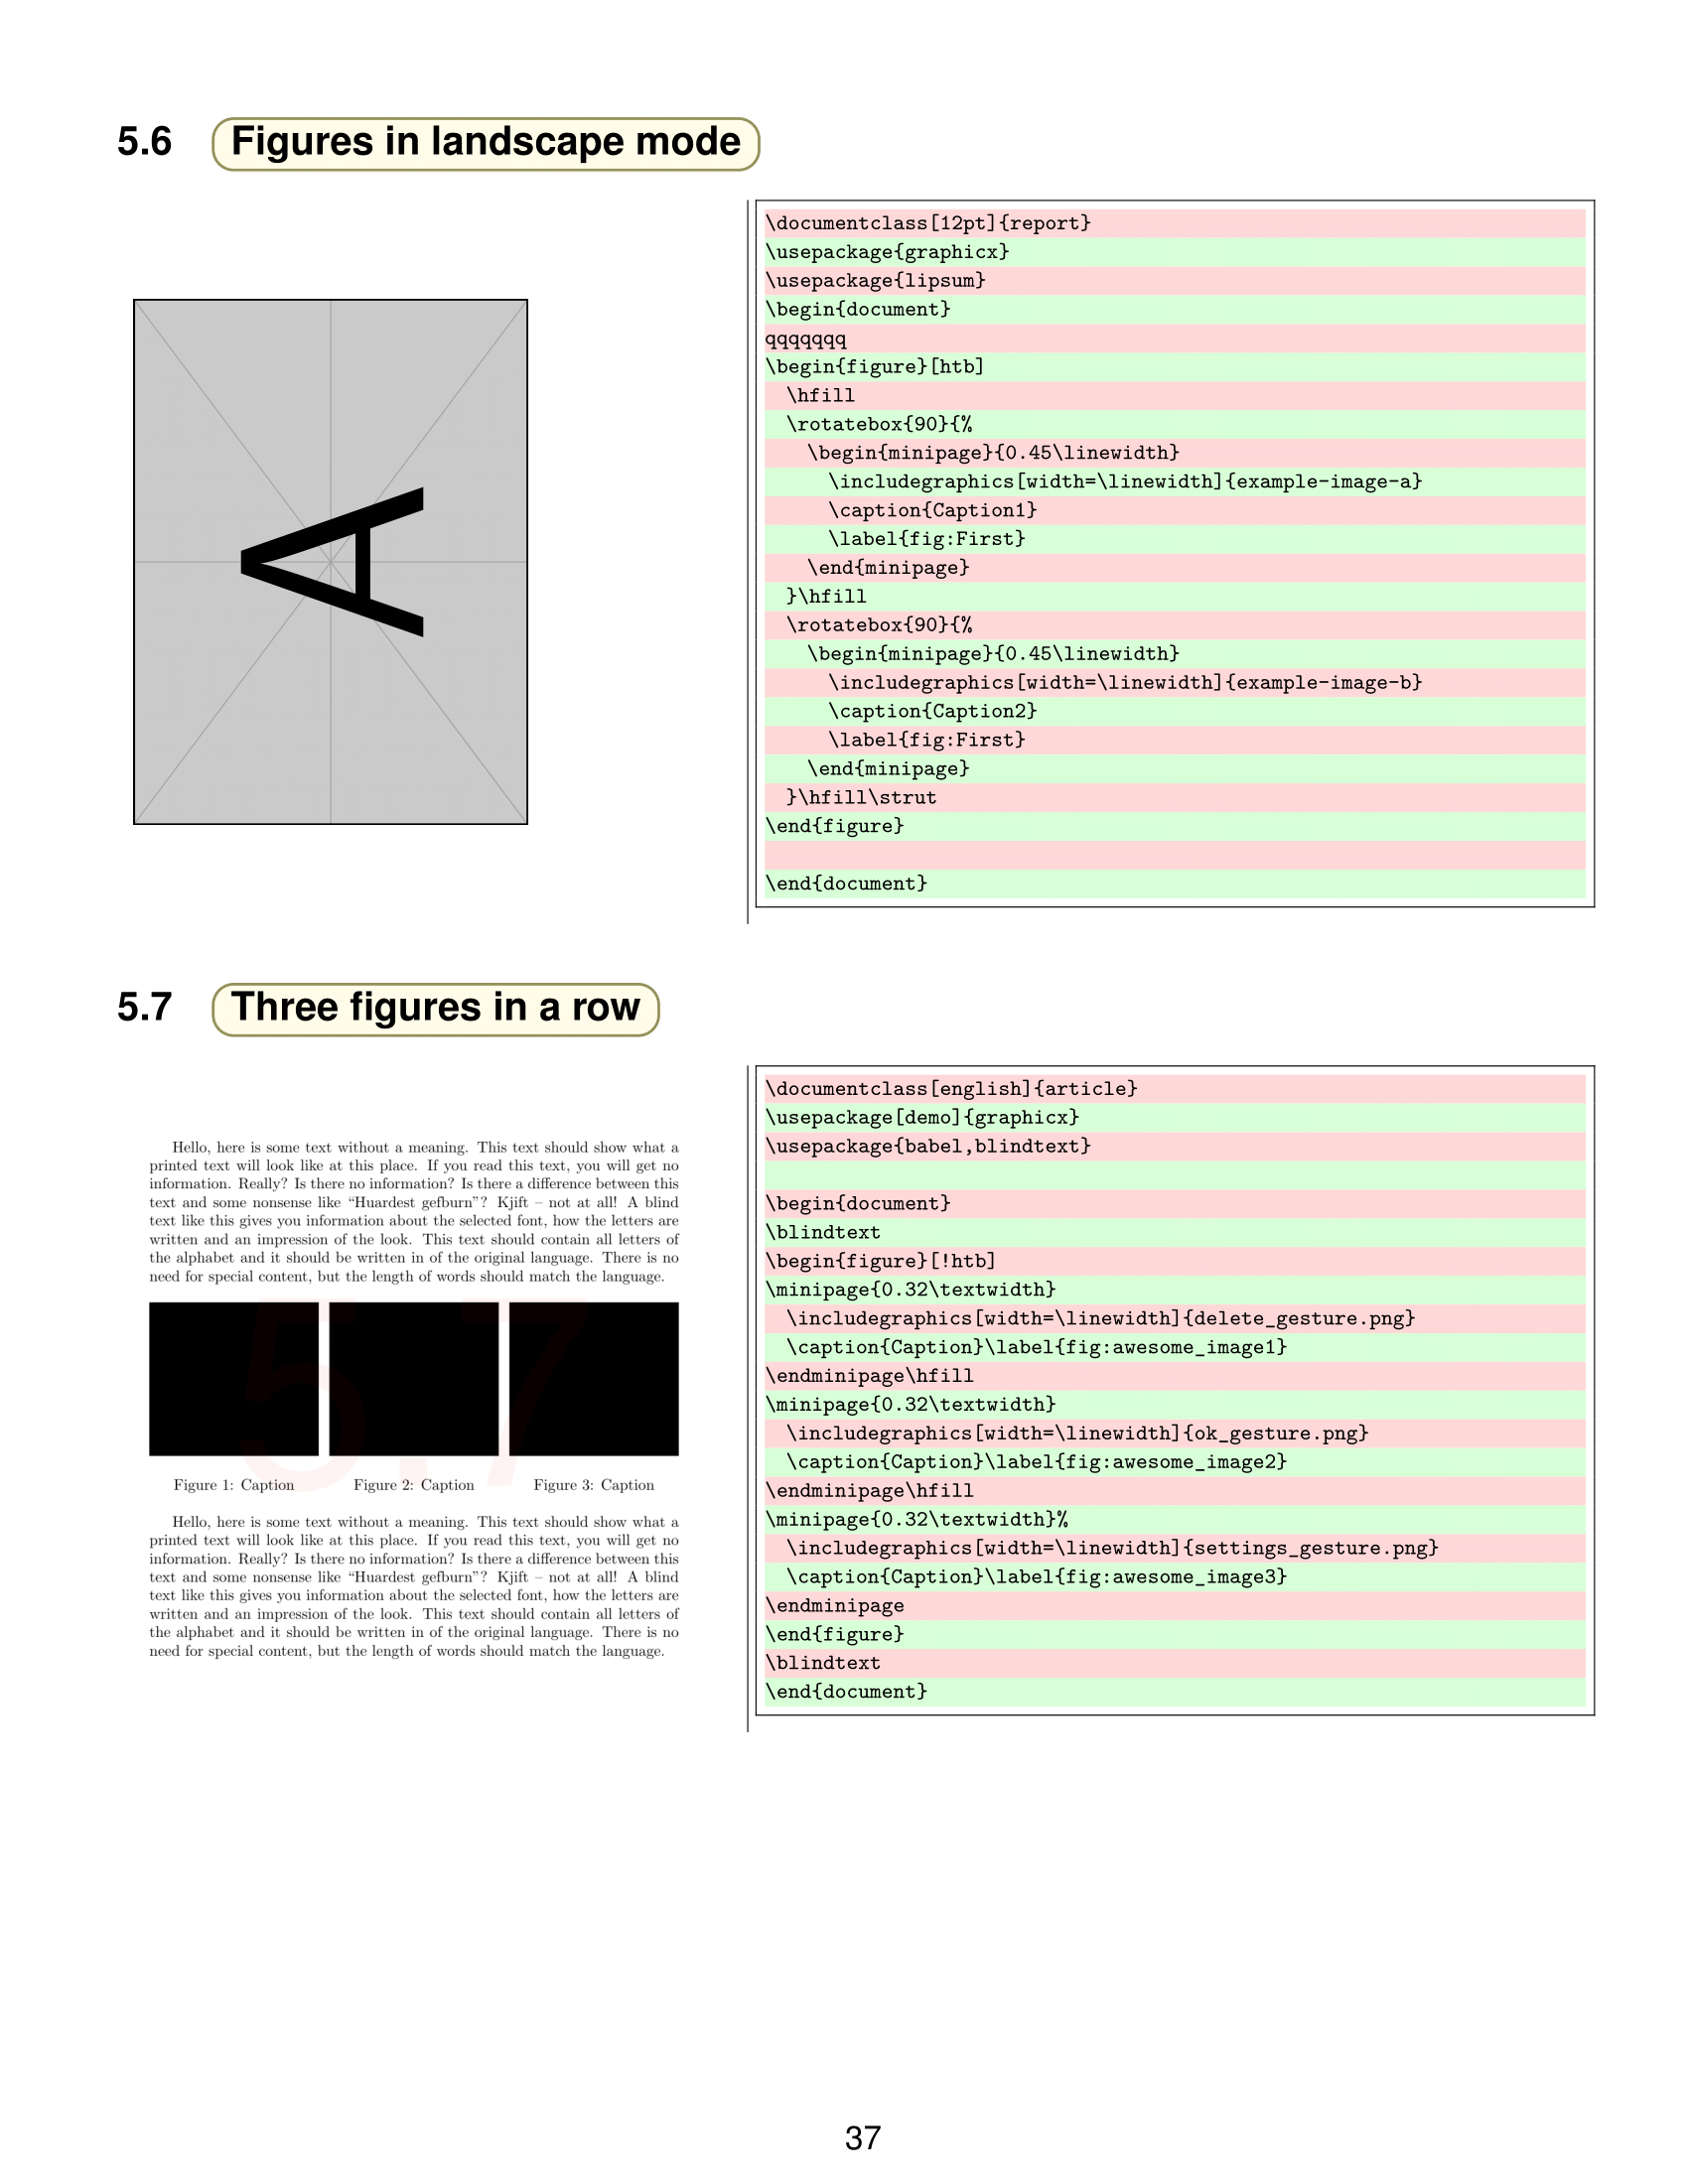 5.6 Figures in landscape mode
A
\documentclass[12pt]{report}
\usepackage{graphicx}
\usepackage{lipsum}
\begin{document}
qqqqqqq
\begin{figure}[htb]
  \hfill
  \rotatebox{90}{%
    \begin{minipage}{0.45\linewidth}
      \includegraphics[width=\linewidth]{example-image-a}
      \caption{Caption1}
      \label{fig:First}
    \end{minipage}
  }\hfill
  \rotatebox{90}{%
    \begin{minipage}{0.45\linewidth}
      \includegraphics[width=\linewidth]{example-image-b}
      \caption{Caption2}
      \label{fig:First}
    \end{minipage}
  }\hfill\strut
\end{figure}
\end{document}
5.7 Three figures in a row
Hello, here is some text without a meaning. This text should show what a
printed text will look like at this place. If you read this text, you will get no
information. Really? Is there no information? Is there a difference between this
text and some nonsense like “Huardest gefburn”? Kjift – not at all! A blind
text like this gives you information about the selected font, how the letters are
written and an impression of the look. This text should contain all letters of
the alphabet and it should be written in of the original language. There is no
need for special content, but the length of words should match the language.
5.7
Figure 1: Caption Figure 2: Caption Figure 3: Caption
Hello, here is some text without a meaning. This text should show what a
printed text will look like at this place. If you read this text, you will get no
information. Really? Is there no information? Is there a difference between this
text and some nonsense like “Huardest gefburn”? Kjift – not at all! A blind
text like this gives you information about the selected font, how the letters are
written and an impression of the look. This text should contain all letters of
the alphabet and it should be written in of the original language. There is no
need for special content, but the length of words should match the language.
\documentclass[english]{article}
\usepackage[demo]{graphicx}
\usepackage{babel,blindtext}
\begin{document}
\blindtext
\begin{figure}[!htb]
\minipage{0.32\textwidth}
  \includegraphics[width=\linewidth]{delete_gesture.png}
  \caption{Caption}\label{fig:awesome_image1}
\endminipage\hfill
\minipage{0.32\textwidth}
  \includegraphics[width=\linewidth]{ok_gesture.png}
  \caption{Caption}\label{fig:awesome_image2}
\endminipage\hfill
\minipage{0.32\textwidth}%
  \includegraphics[width=\linewidth]{settings_gesture.png}
  \caption{Caption}\label{fig:awesome_image3}
\endminipage
\end{figure}
\blindtext
\end{document}
37